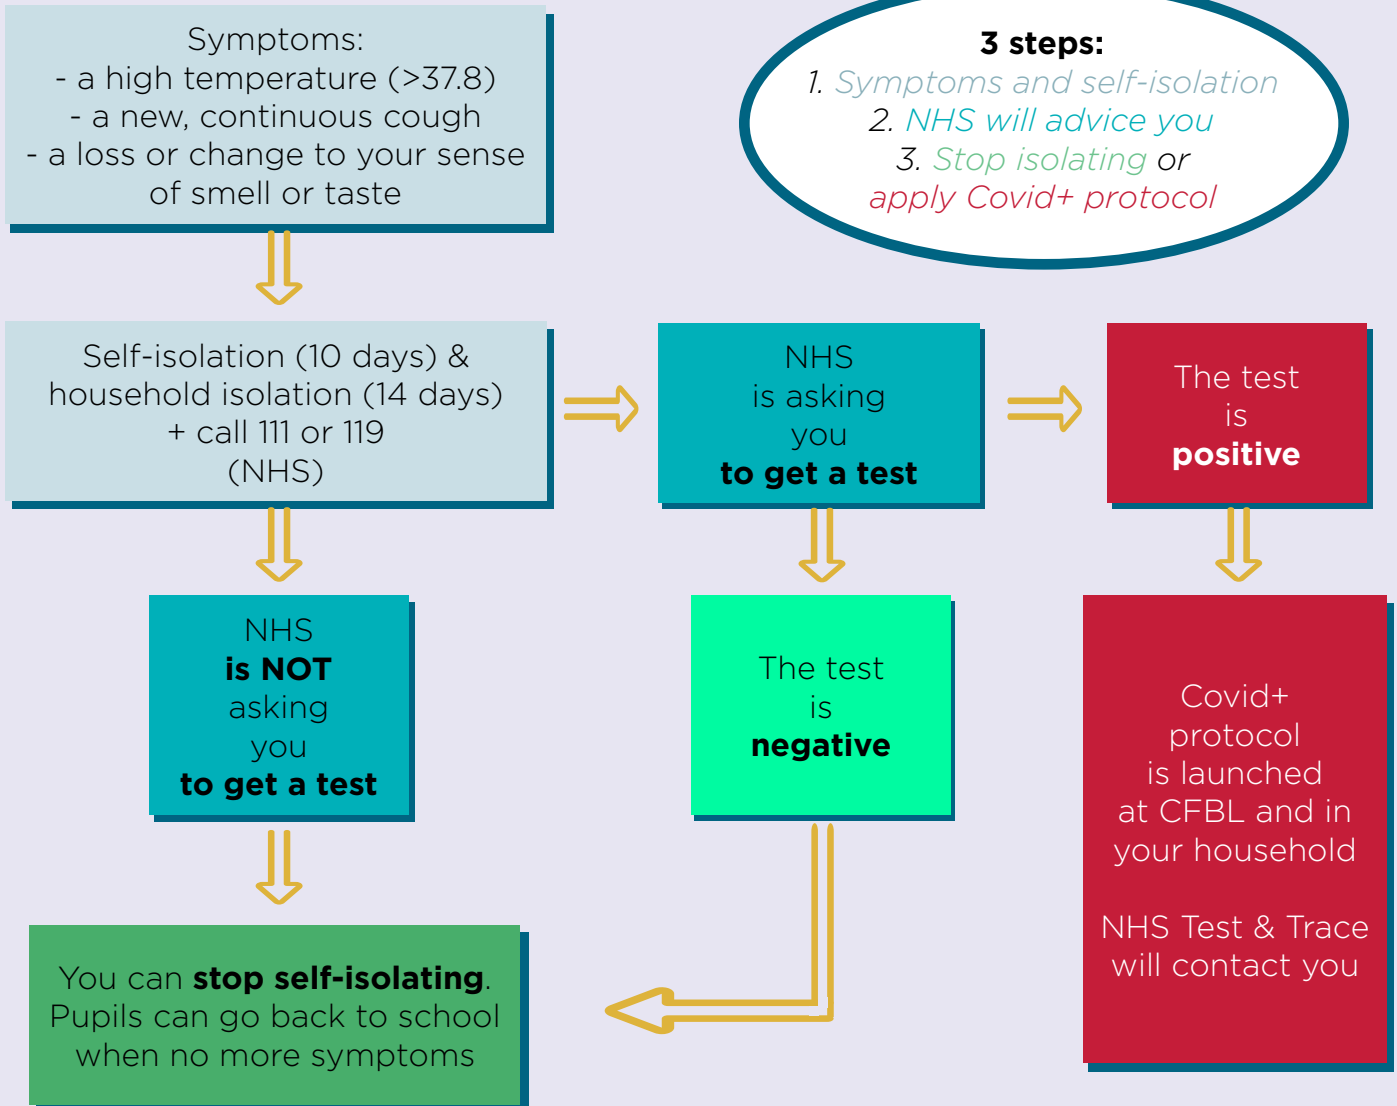 Symptoms:
- a high temperature (>37.8)
- a new, continuous cough
- a loss or change to your sense
of smell or taste
3 steps:
1. Symptoms and self-isolation
2. NHS will advice you
3. Stop isolating or
apply Covid+ protocol
Self-isolation (10 days) &
household isolation (14 days)
+ call 111 or 119
(NHS)
NHS
is asking
you
to get a test
The test
is
positive
NHS
is NOT
asking
you
to get a test
The test
is
negative
Covid+
protocol
is launched
at CFBL and in
your household
NHS Test & Trace
will contact you
You can stop self-isolating.
Pupils can go back to school
when no more symptoms